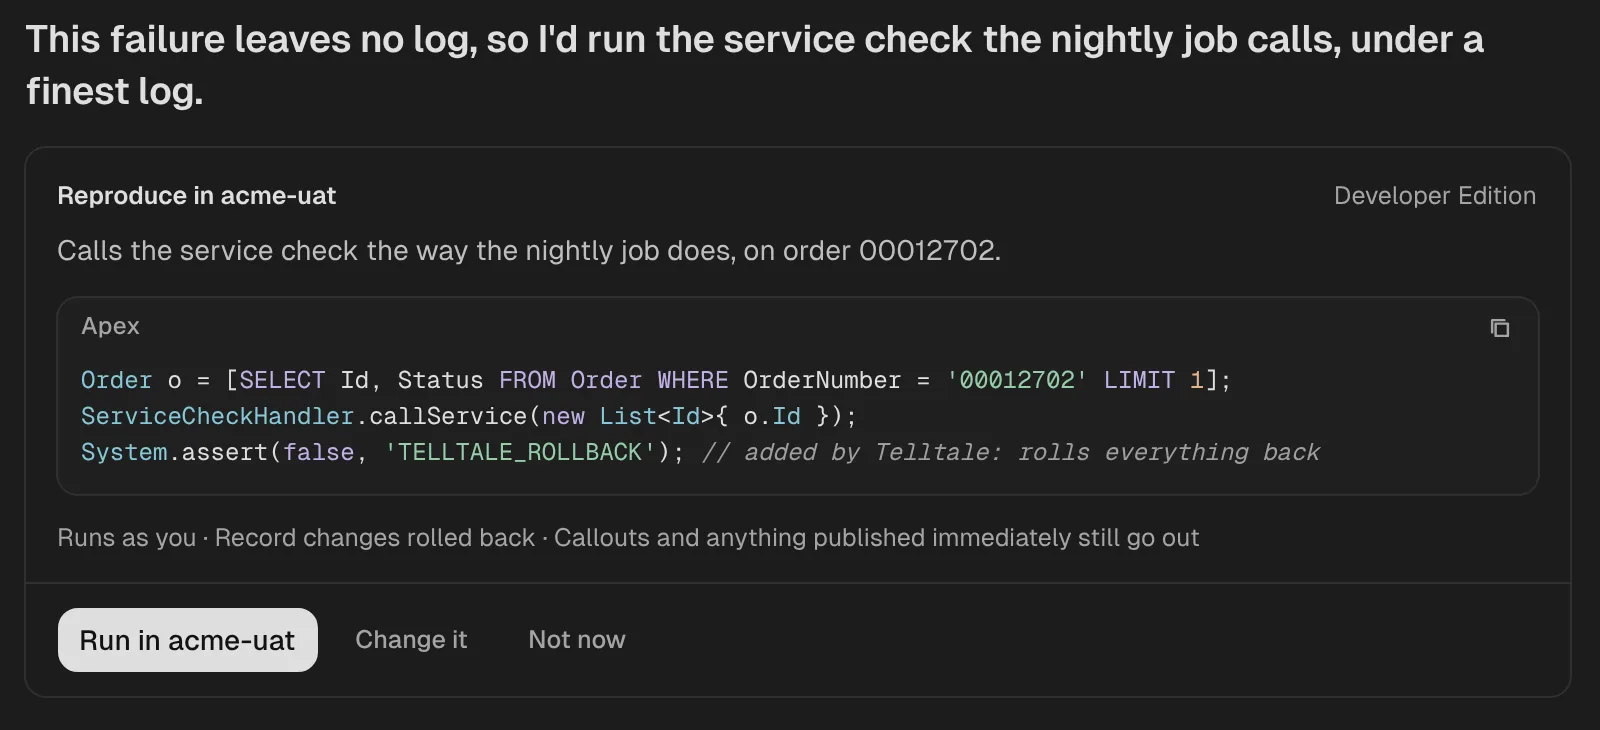 This failure leaves no log, so I'd run the service check the nightly job calls, under a
finest log.
Reproduce in acme-uat
Developer Edition
Calls the service check the way the nightly job does, on order 00012702.
Apex
Order o = [SELECT Id, Status FROM Order WHERE OrderNumber = '00012702' LIMIT 1];
ServiceCheckHandler.callService(new List<Id>{ o.Id });
System.assert(false, 'TELLTALE_ROLLBACK'); // added by Telltale: rolls everything back
Runs as you · Record changes rolled back · Callouts and anything published immediately still go out
Run in acme-uat
Change it
Not now